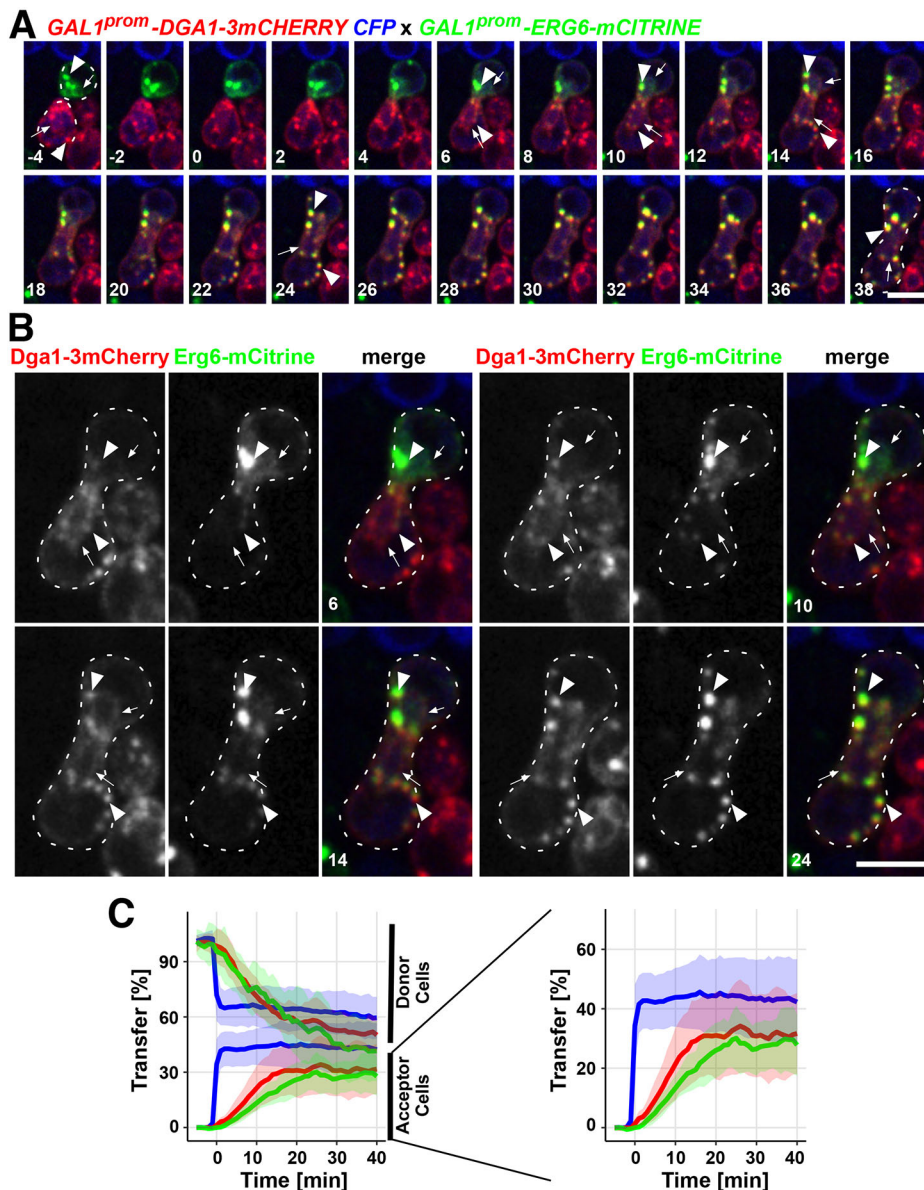 A GAL1prom-DGA1-3mCHERRY CFP x GAL1prom-ERG6-mCITRINE
-4 -2 0 2 4 6 8 10 12 14 16
18 20 22 24 26 28 30 32 34 36 38
B
Dga1-3mCherry Erg6-mCitrine merge Dga1-3mCherry Erg6-mCitrine merge
6 10
14 24
C
Transfer [%]
90
60
30
0
0 10 20 30 40
Time [min]
Donor Cells
Acceptor Cells
Transfer [%]
60
40
20
0
0 10 20 30 40
Time [min]